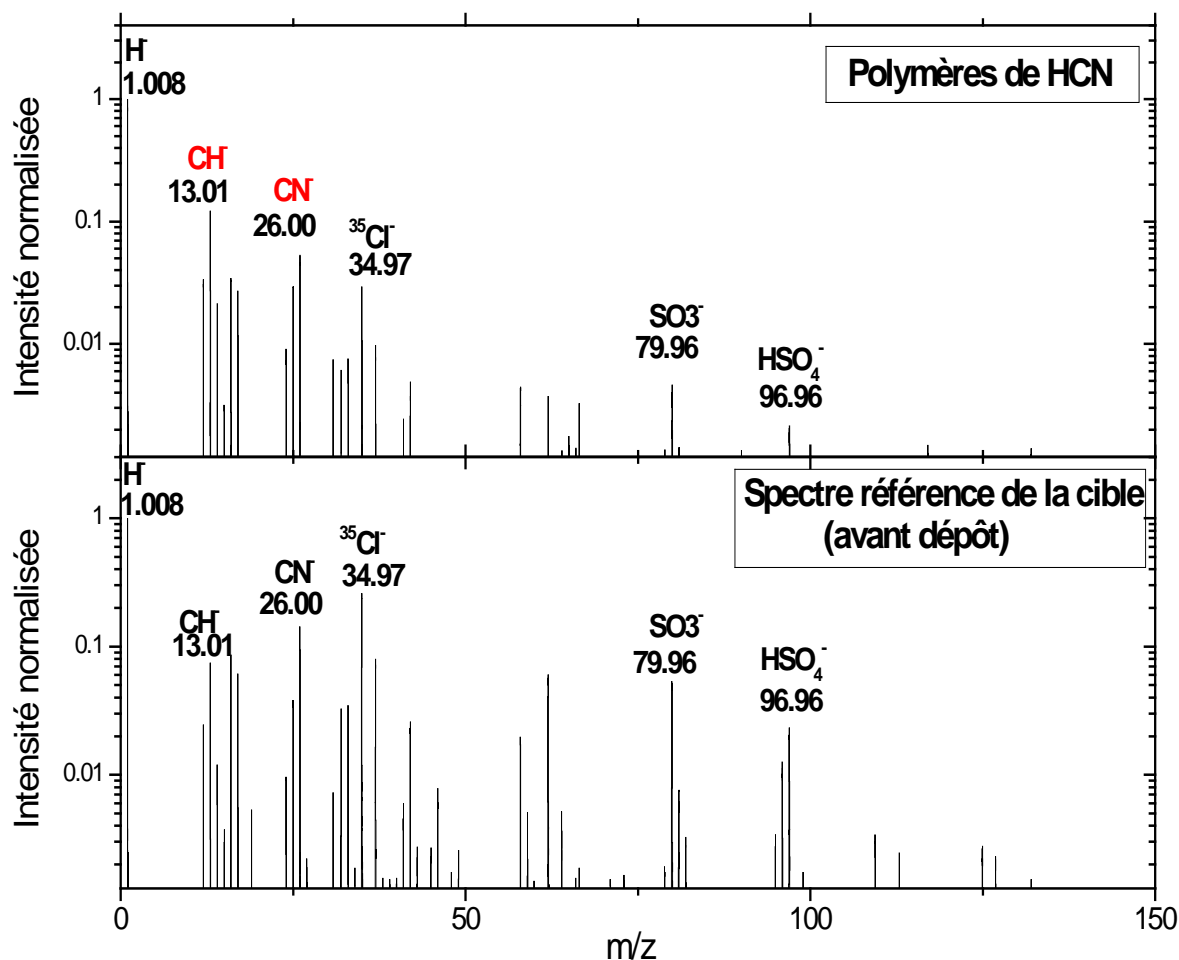 H-
1.008
Polymères de HCN
1
CH-
13.01
CN-
26.00
0.1
35Cl-
34.97
SO3-
79.96
0.01
HSO4-
96.96
Intensité normalisée
H-
1.008
Spectre référence de la cible
(avant dépôt)
1
35Cl-
34.97
CN-
26.00
CH-
13.01
0.1
SO3-
79.96
HSO4-
96.96
0.01
Intensité normalisée
0
50
100
150
m/z